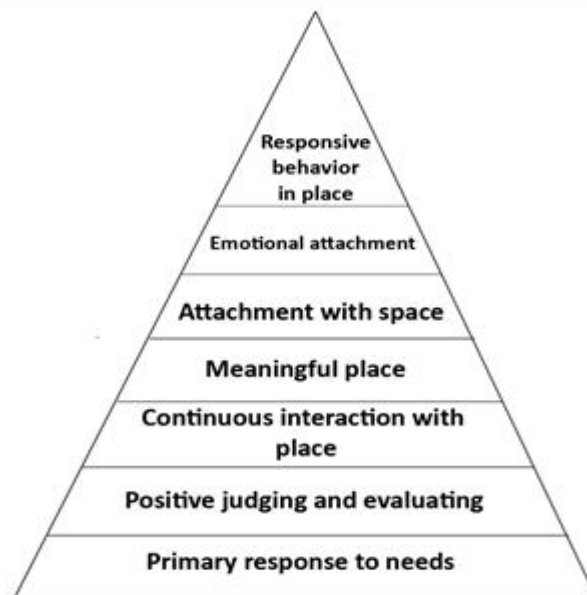 Responsive
behavior
in place
Emotional attachment
Attachment with space
Meaningful place
Continuous interaction with
place
Positive judging and evaluating
Primary response to needs